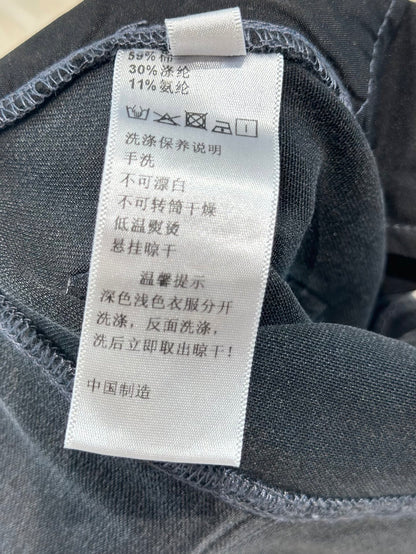 59% 棉
30% 涤纶
11% 氨纶
洗涤保养说明
手洗
不可漂白
不可转筒干燥
低温熨烫
悬挂晾干
温馨提示
深色浅色衣服分开
洗涤，反面洗涤，
洗后立即取出晾干！
中国制造